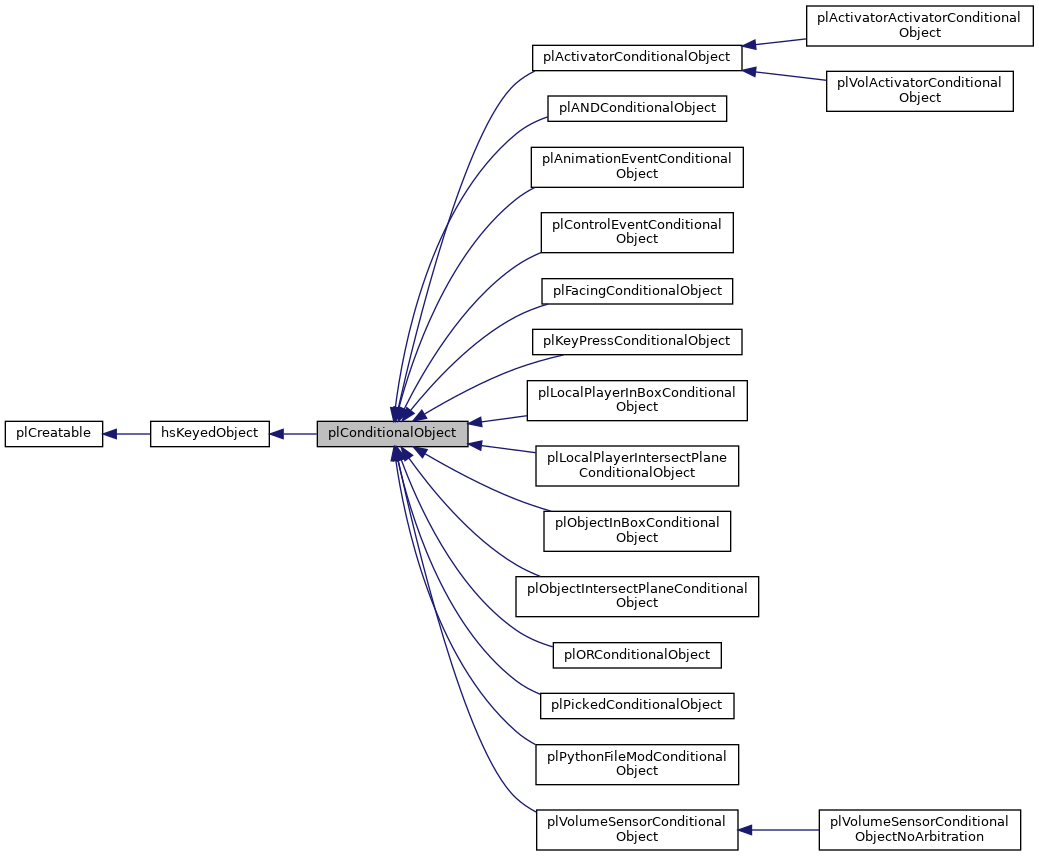 plActivatorActivatorConditional
Object
plActivatorConditionalObject
plVolActivatorConditional
Object
plANDConditionalObject
plAnimationEventConditional
Object
plControlEventConditional
Object
plFacingConditionalObject
plKeyPressConditionalObject
plLocalPlayerInBoxConditional
Object
plCreatable
hsKeyedObject
plConditionalObject
plLocalPlayerIntersectPlane
ConditionalObject
plObjectInBoxConditional
Object
plObjectIntersectPlaneConditional
Object
plORConditionalObject
plPickedConditionalObject
plPythonFileModConditional
Object
plVolumeSensorConditional
Object
plVolumeSensorConditional
ObjectNoArbitration